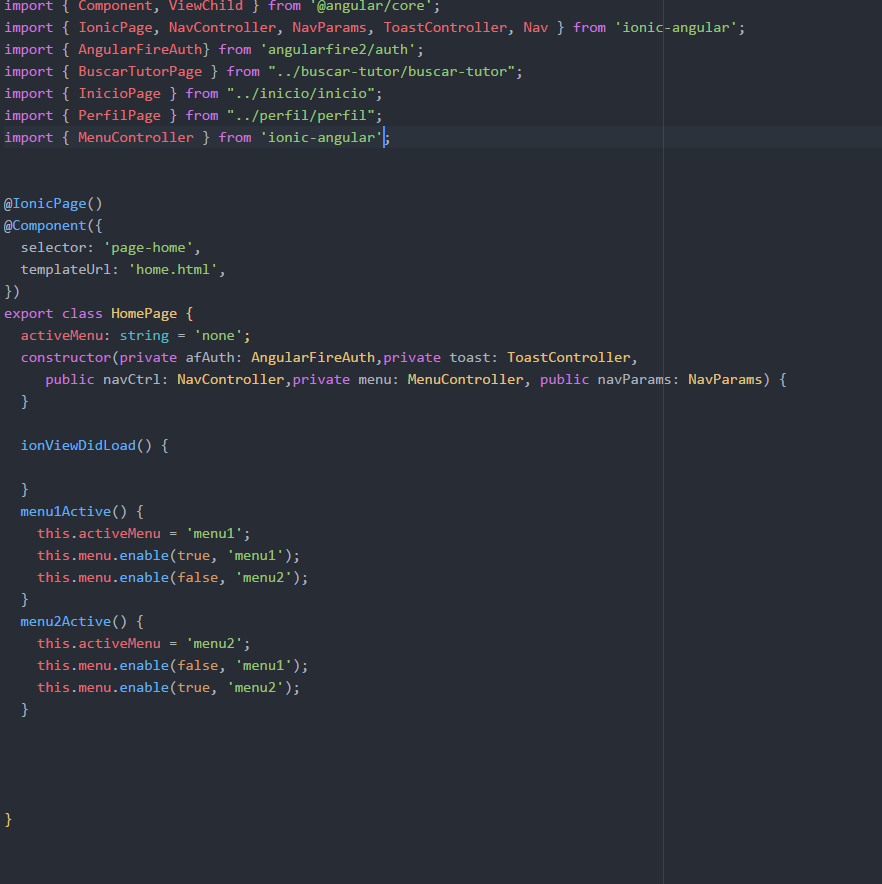 import { Component, ViewChild } from '@angular/core';
import { IonicPage, NavController, NavParams, ToastController, Nav } from 'ionic-angular';
import { AngularFireAuth} from 'angularfire2/auth';
import { BuscarTutorPage } from "../buscar-tutor/buscar-tutor";
import { InicioPage } from "../inicio/inicio";
import { PerfilPage } from "../perfil/perfil";
import { MenuController } from 'ionic-angular';
@IonicPage()
@Component({
  selector: 'page-home',
  templateUrl: 'home.html',
})
export class HomePage {
  activeMenu: string = 'none';
  constructor(private afAuth: AngularFireAuth,private toast: ToastController,
     public navCtrl: NavController,private menu: MenuController, public navParams: NavParams) {
  }
  ionViewDidLoad() {
  }
  menu1Active() {
    this.activeMenu = 'menu1';
    this.menu.enable(true, 'menu1');
    this.menu.enable(false, 'menu2');
  }
  menu2Active() {
    this.activeMenu = 'menu2';
    this.menu.enable(false, 'menu1');
    this.menu.enable(true, 'menu2');
  }
}